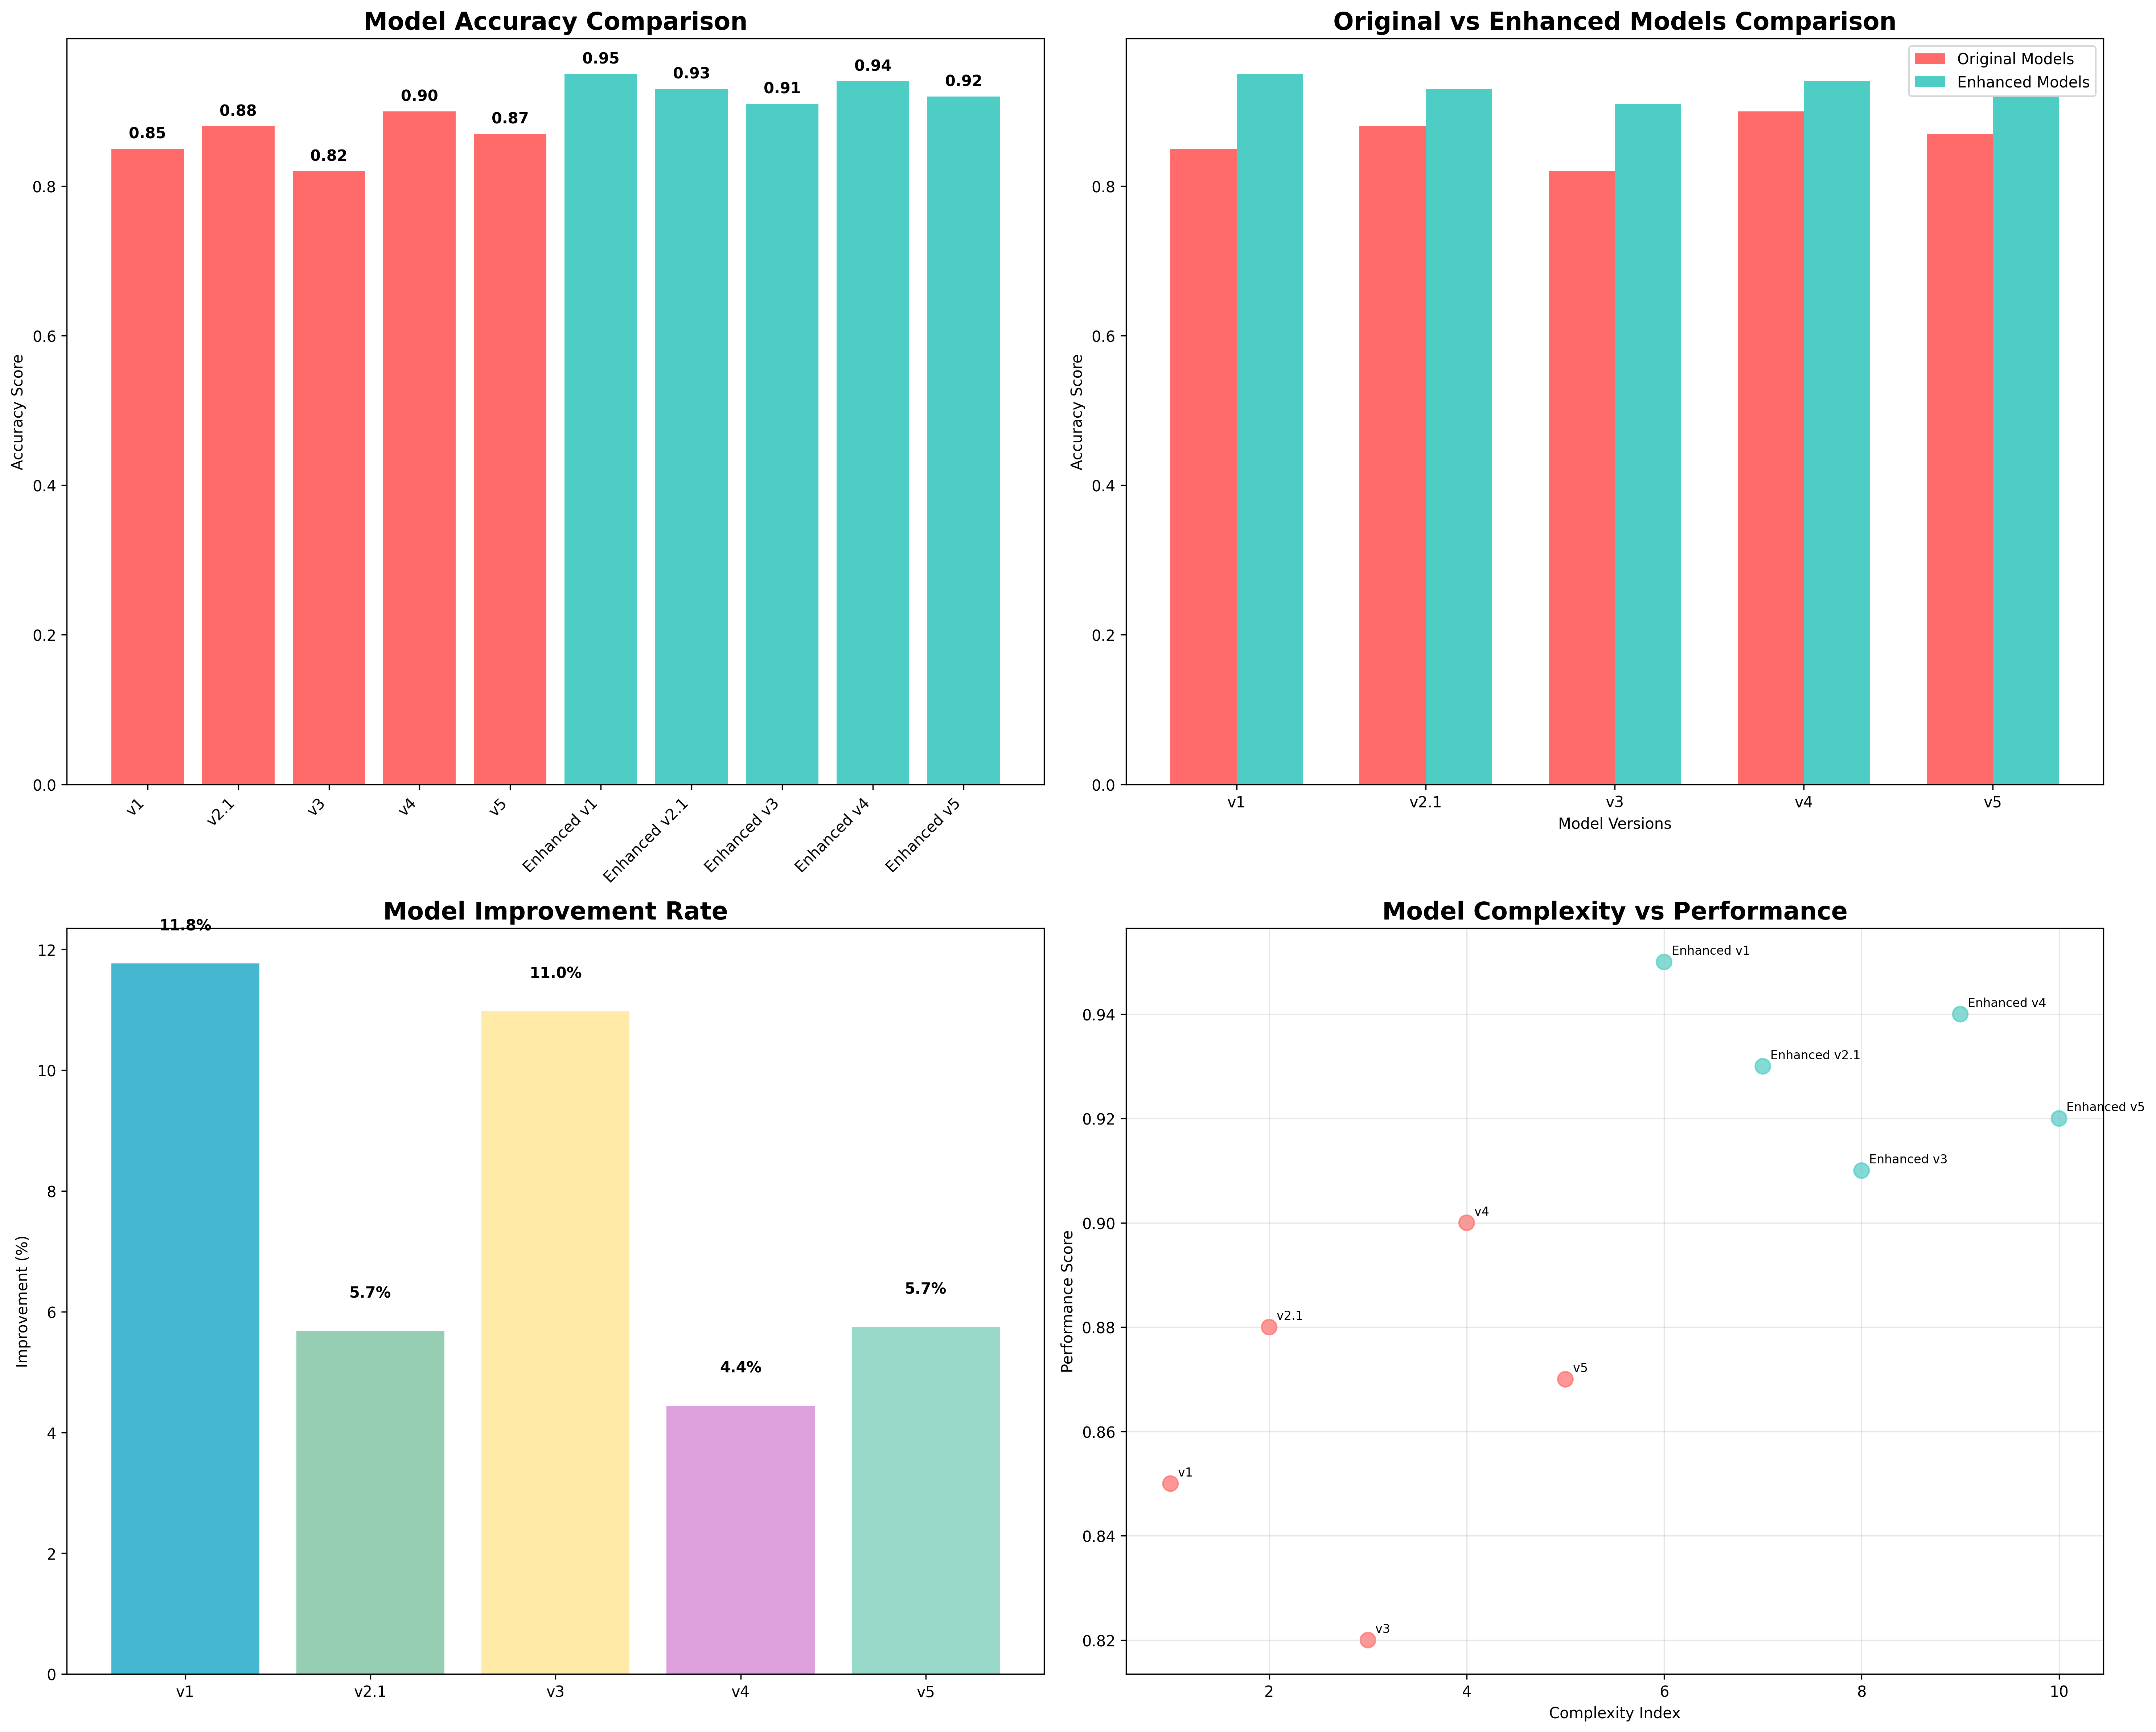 Model Accuracy Comparison
Accuracy Score
0.8
0.6
0.4
0.2
0.0
0.85
0.88
0.82
0.90
0.87
0.95
0.93
0.91
0.94
0.92
v1
v2.1
v3
v4
v5
Enhanced v1
Enhanced v2.1
Enhanced v3
Enhanced v4
Enhanced v5
Original vs Enhanced Models Comparison
Original Models
Enhanced Models
Accuracy Score
0.8
0.6
0.4
0.2
0.0
v1
v2.1
v3
v4
v5
Model Versions
Model Improvement Rate
Improvement (%)
12
10
8
6
4
2
0
11.8%
5.7%
11.0%
4.4%
5.7%
v1
v2.1
v3
v4
v5
Model Complexity vs Performance
Performance Score
0.94
0.92
0.90
0.88
0.86
0.84
0.82
Enhanced v1
Enhanced v4
Enhanced v2.1
Enhanced v5
Enhanced v3
v4
v2.1
v5
v1
v3
2
4
6
8
10
Complexity Index